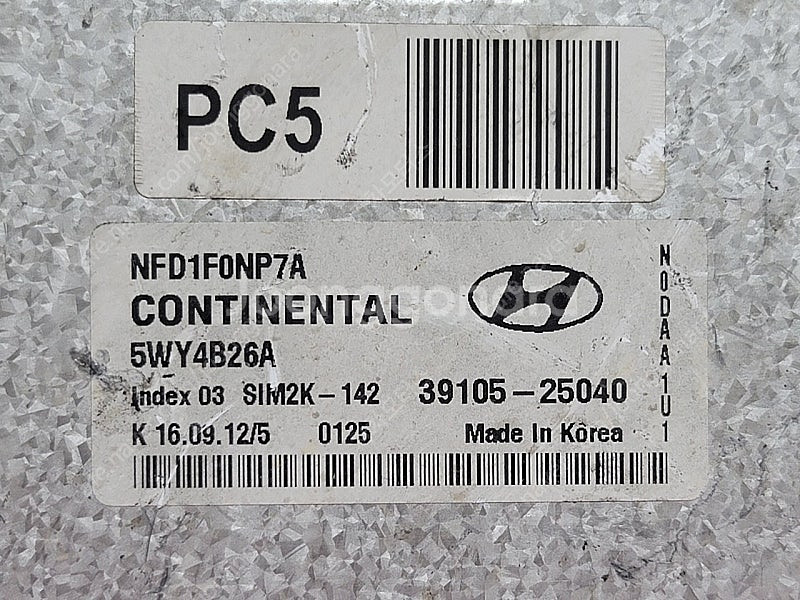 PC5
NFD1F0NP7A
CONTINENTAL
5WY4B26A
Index 03 SIM2K-142 39105-25040
K 16.09.12/5 0125 Made In Korea
N0DAA1U1
Joonggonara